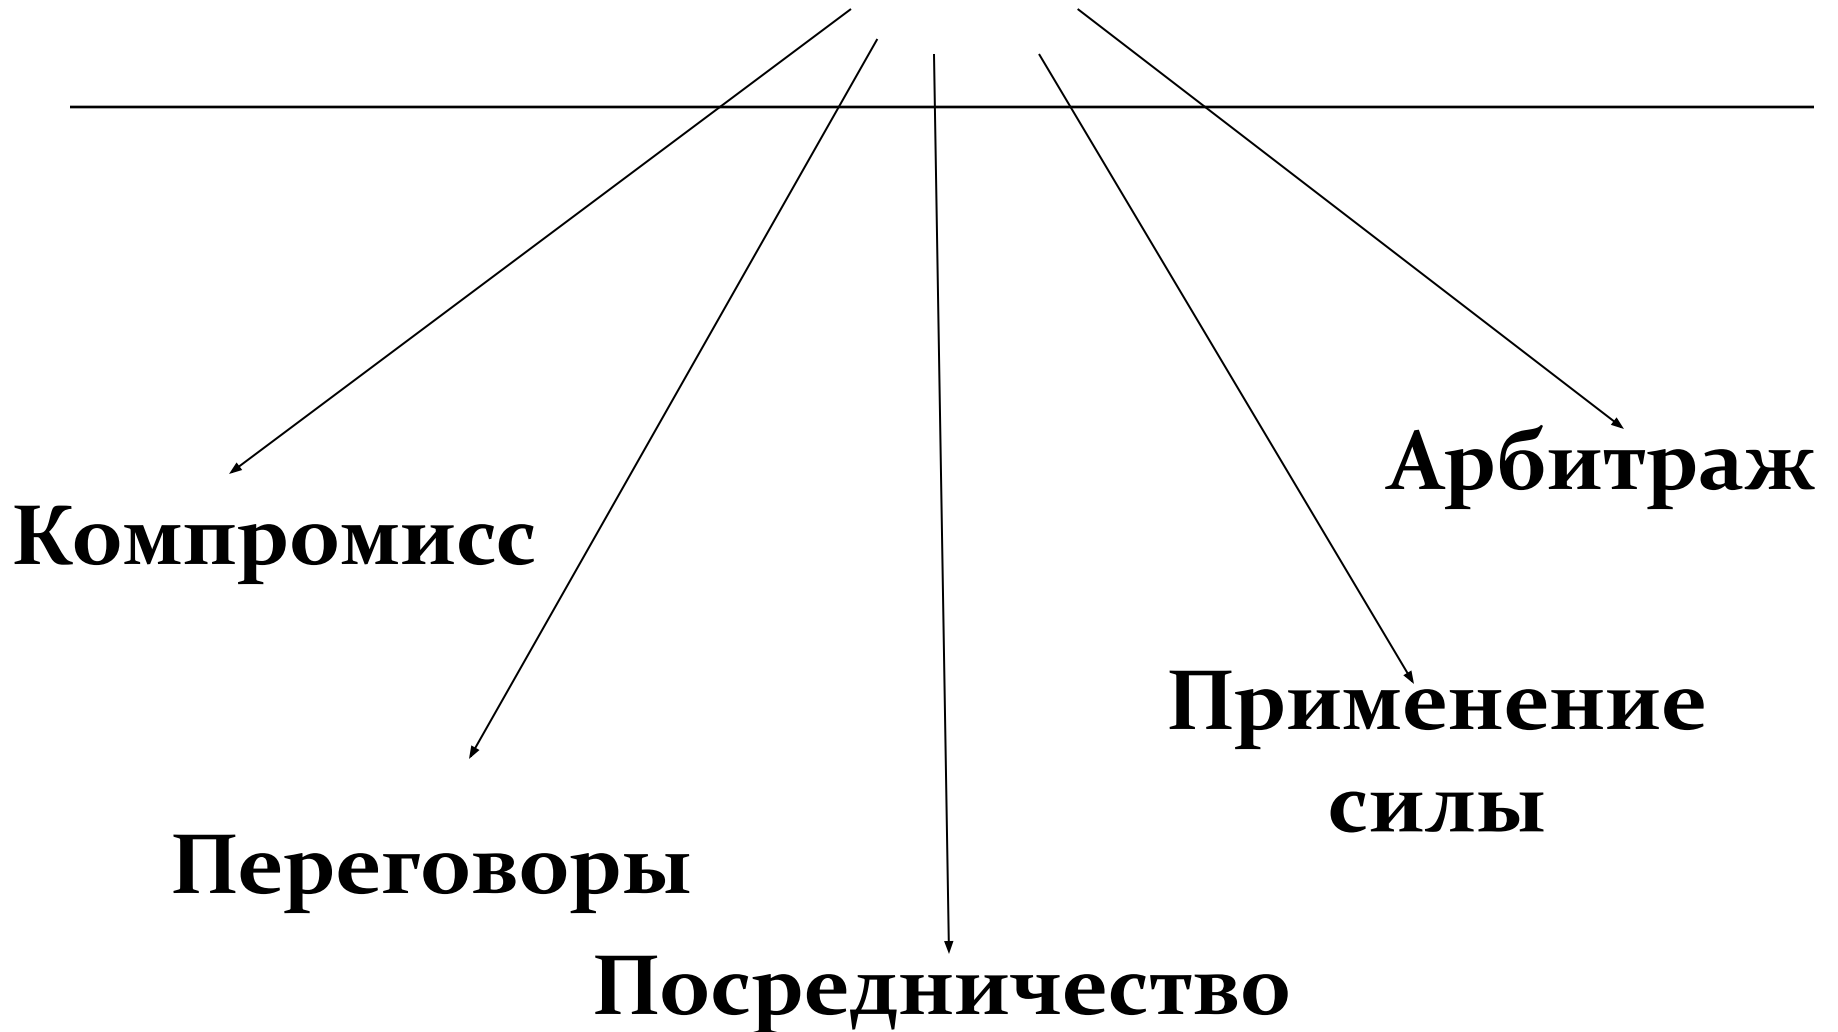 Арбитраж
Компромисс
Применение
силы
Переговоры
Посредничество